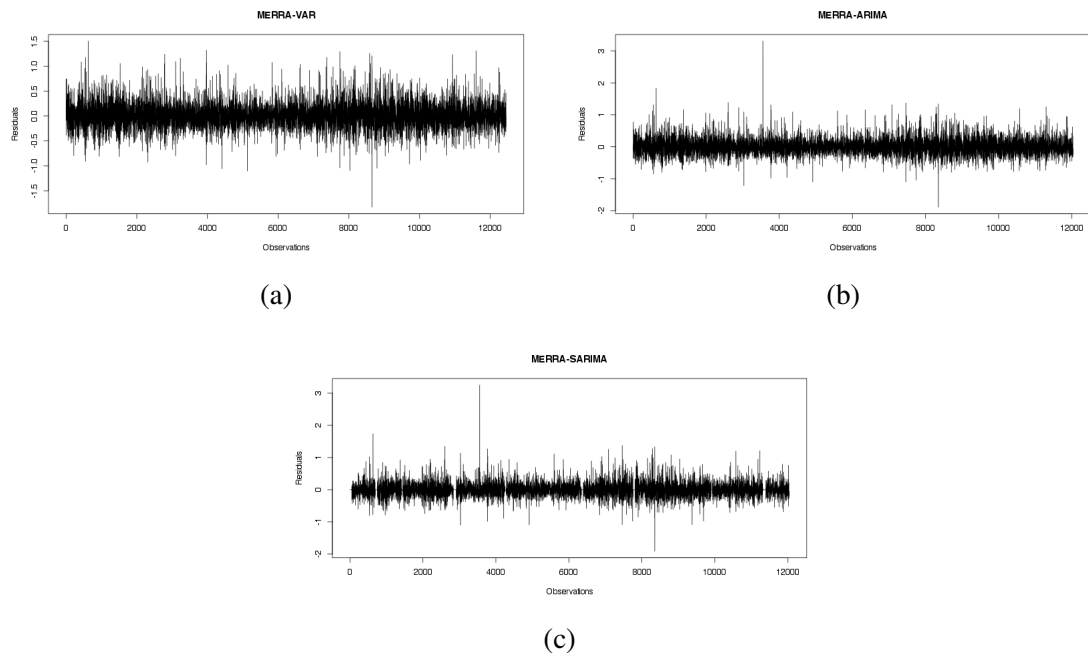 MERRA-VAR
Residuals
1.5
1.0
0.5
0.0
-0.5
-1.0
-1.5
0 2000 4000 6000 8000 10000 12000
Observations
(a)
MERRA-ARIMA
Residuals
3
2
1
0
-1
-2
0 2000 4000 6000 8000 10000 12000
Observations
(b)
MERRA-SARIMA
Residuals
3
2
1
0
-1
-2
0 2000 4000 6000 8000 10000 12000
Observations
(c)